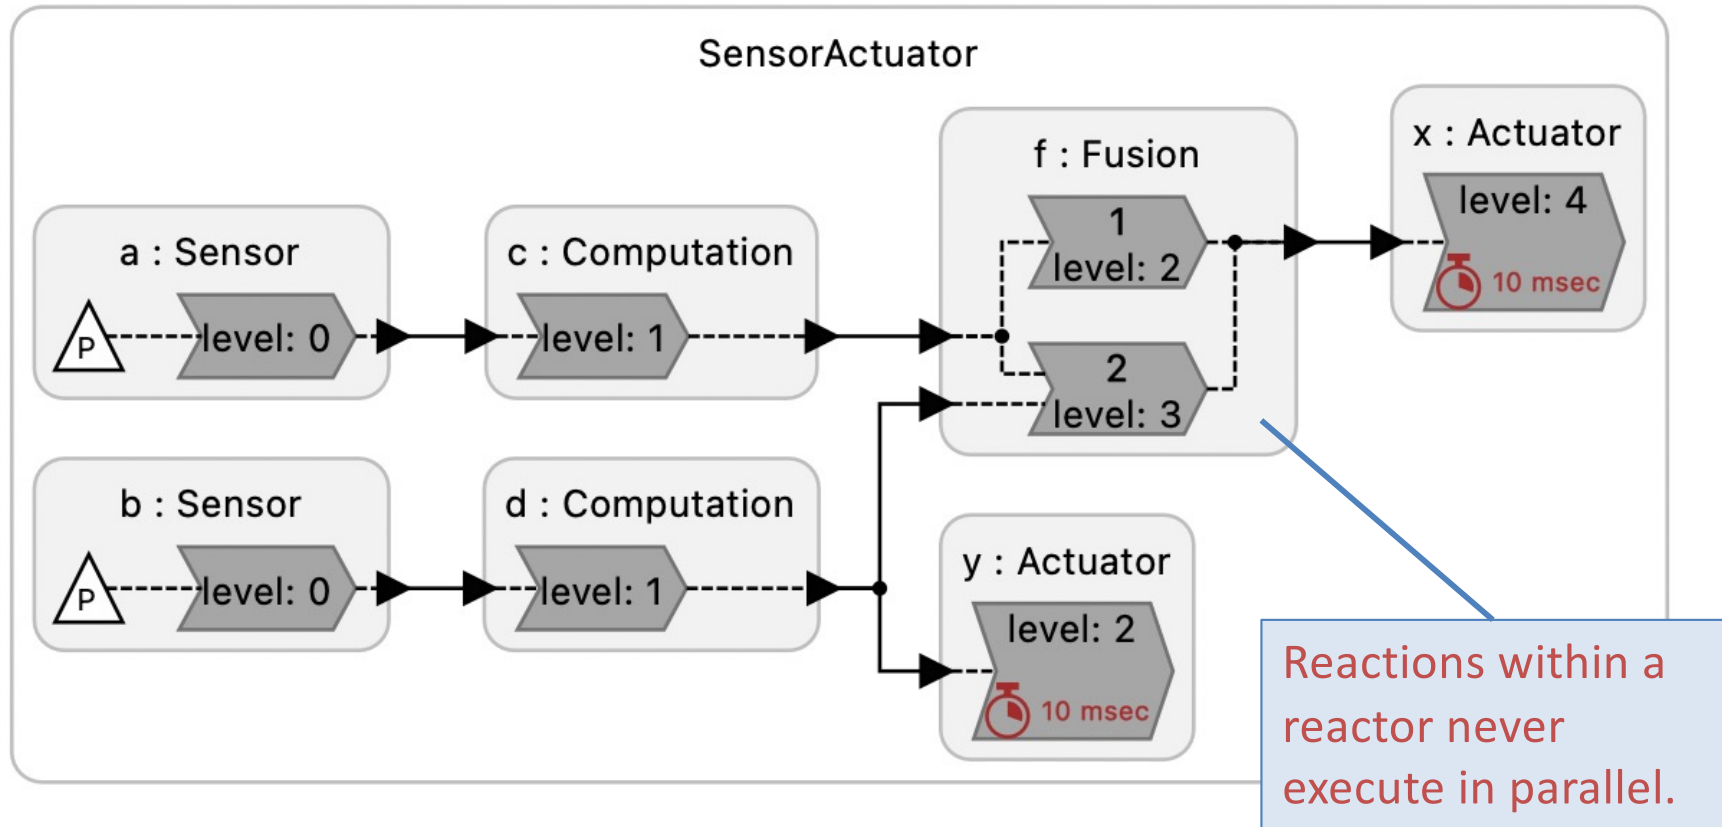 SensorActuator
a : Sensor
P
level: 0
c : Computation
level: 1
f : Fusion
1
level: 2
2
level: 3
x : Actuator
level: 4
10 msec
b : Sensor
P
level: 0
d : Computation
level: 1
y : Actuator
level: 2
10 msec
Reactions within a
reactor never
execute in parallel.